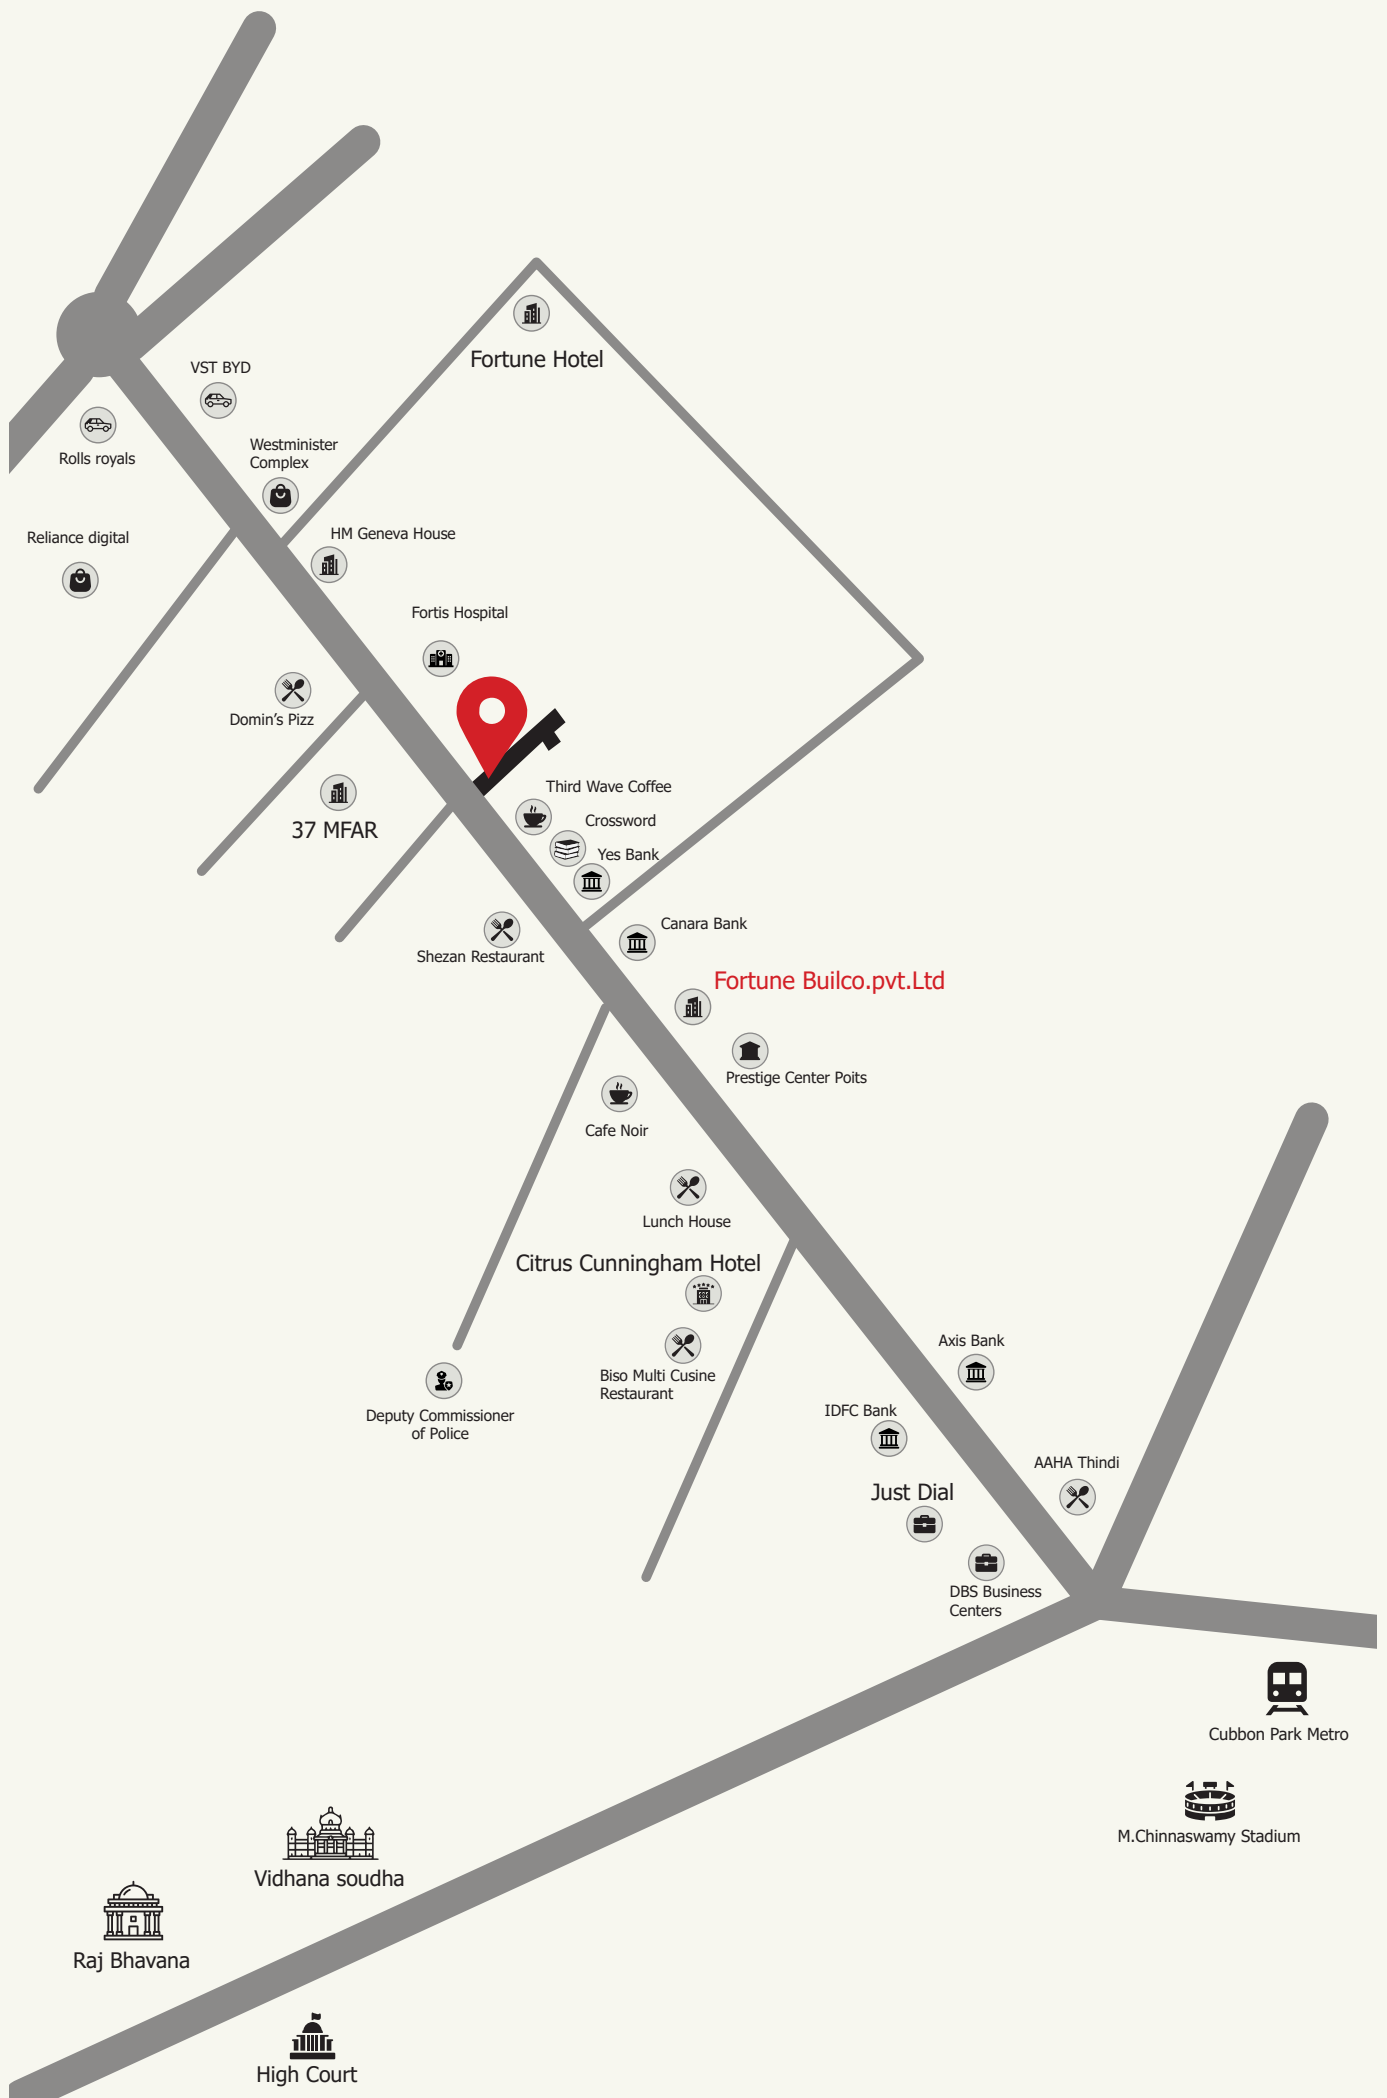 Fortune Hotel
VST BYD
Rolls royals
Westminister
Complex
HM Geneva House
Reliance digital
Fortis Hospital
Domin's Pizz
Third Wave Coffee
Crossword
37 MFAR
Yes Bank
Canara Bank
Shezan Restaurant
Fortune Builco.pvt.Ltd
Prestige Center Poits
Cafe Noir
Lunch House
Citrus Cunningham Hotel
Axis Bank
Biso Multi Cusine
Restaurant
Deputy Commissioner
of Police
IDFC Bank
AAHA Thindi
Just Dial
DBS Business
Centers
Cubbon Park Metro
M.Chinnaswamy Stadium
Vidhana soudha
Raj Bhavana
High Court